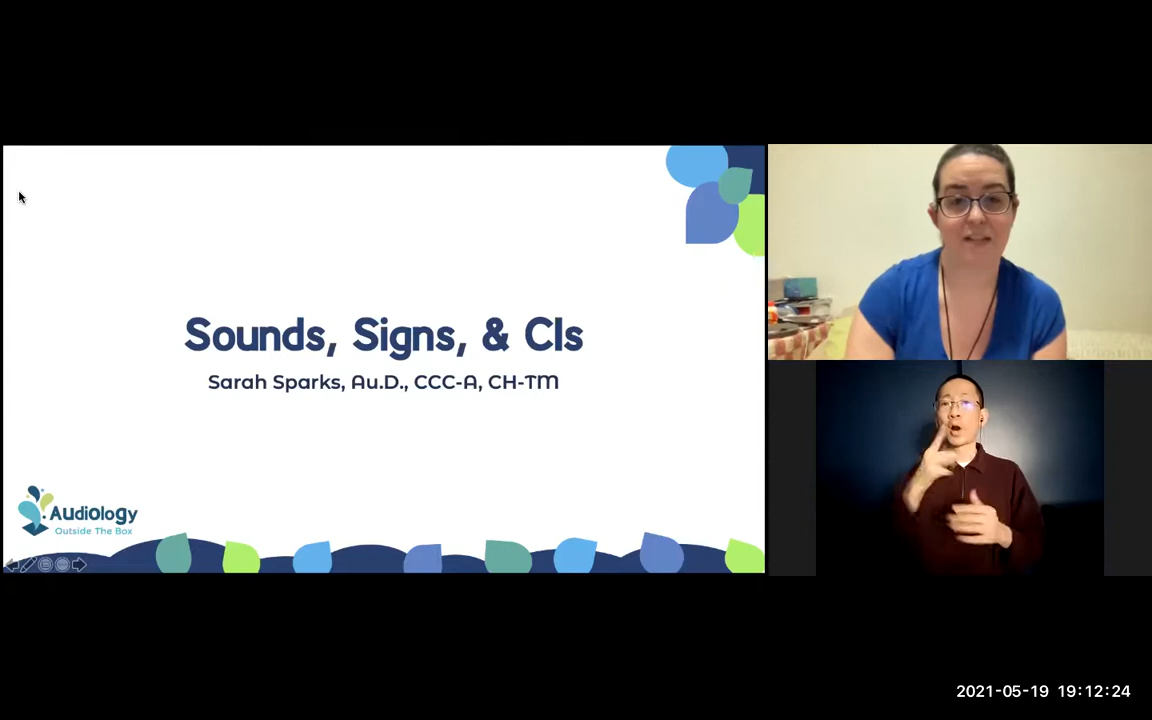 Sounds, Signs, & CIs
Sarah Sparks, Au.D., CCC-A, CH-TM
Audiology
Outside The Box
2021-05-19 19:12:24